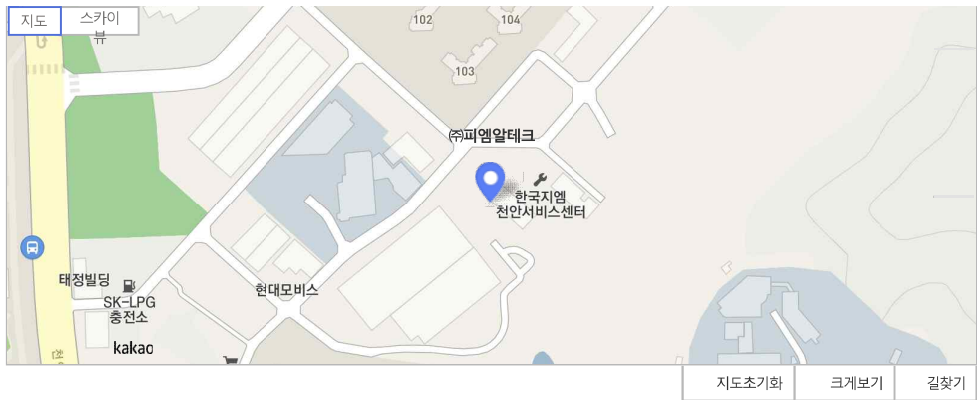 지도
스카이
뷰
102
104
103
㈜피엠알테크
한국지엠
천안서비스센터
태정빌딩
SK-LPG
충전소
현대모비스
kakao
천
지도초기화
크게보기
길찾기